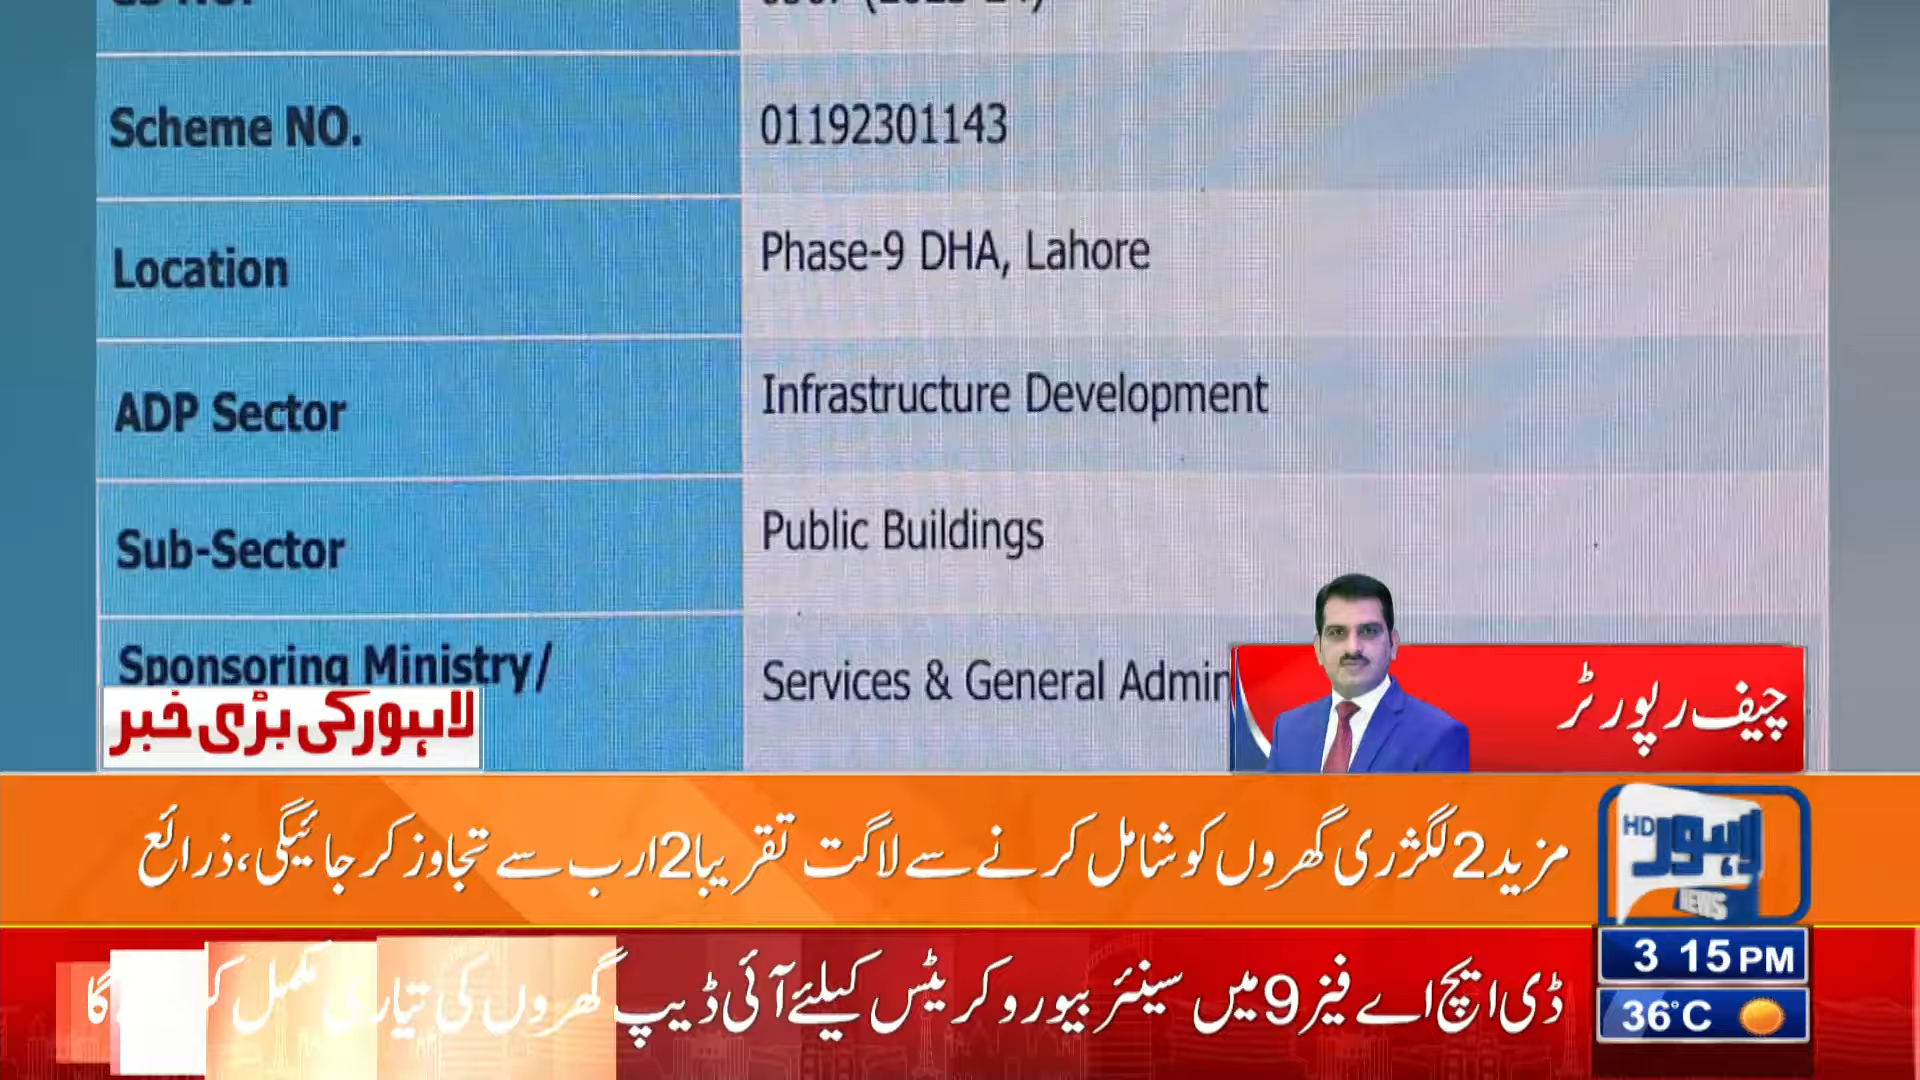 Scheme NO.
01192301143
Location
Phase-9 DHA, Lahore
ADP Sector
Infrastructure Development
Sub-Sector
Public Buildings
Sponsoring Ministry/
Services & General Admin
لاہور کی بڑی خبر
چیف رپورٹر
مزید 2 لگژری گھروں کو شامل کرنے سے لاگت تقریبا 2 ارب سے تجاوز کر جائیگی، ذرائع
HD لاہور
NEWS
ڈی ایچ اے فیز 9 میں سینئر بیوروکریٹس کیلئے آئی ڈیپ گھروں کی تیاری مکمل
3 15 PM
36°C